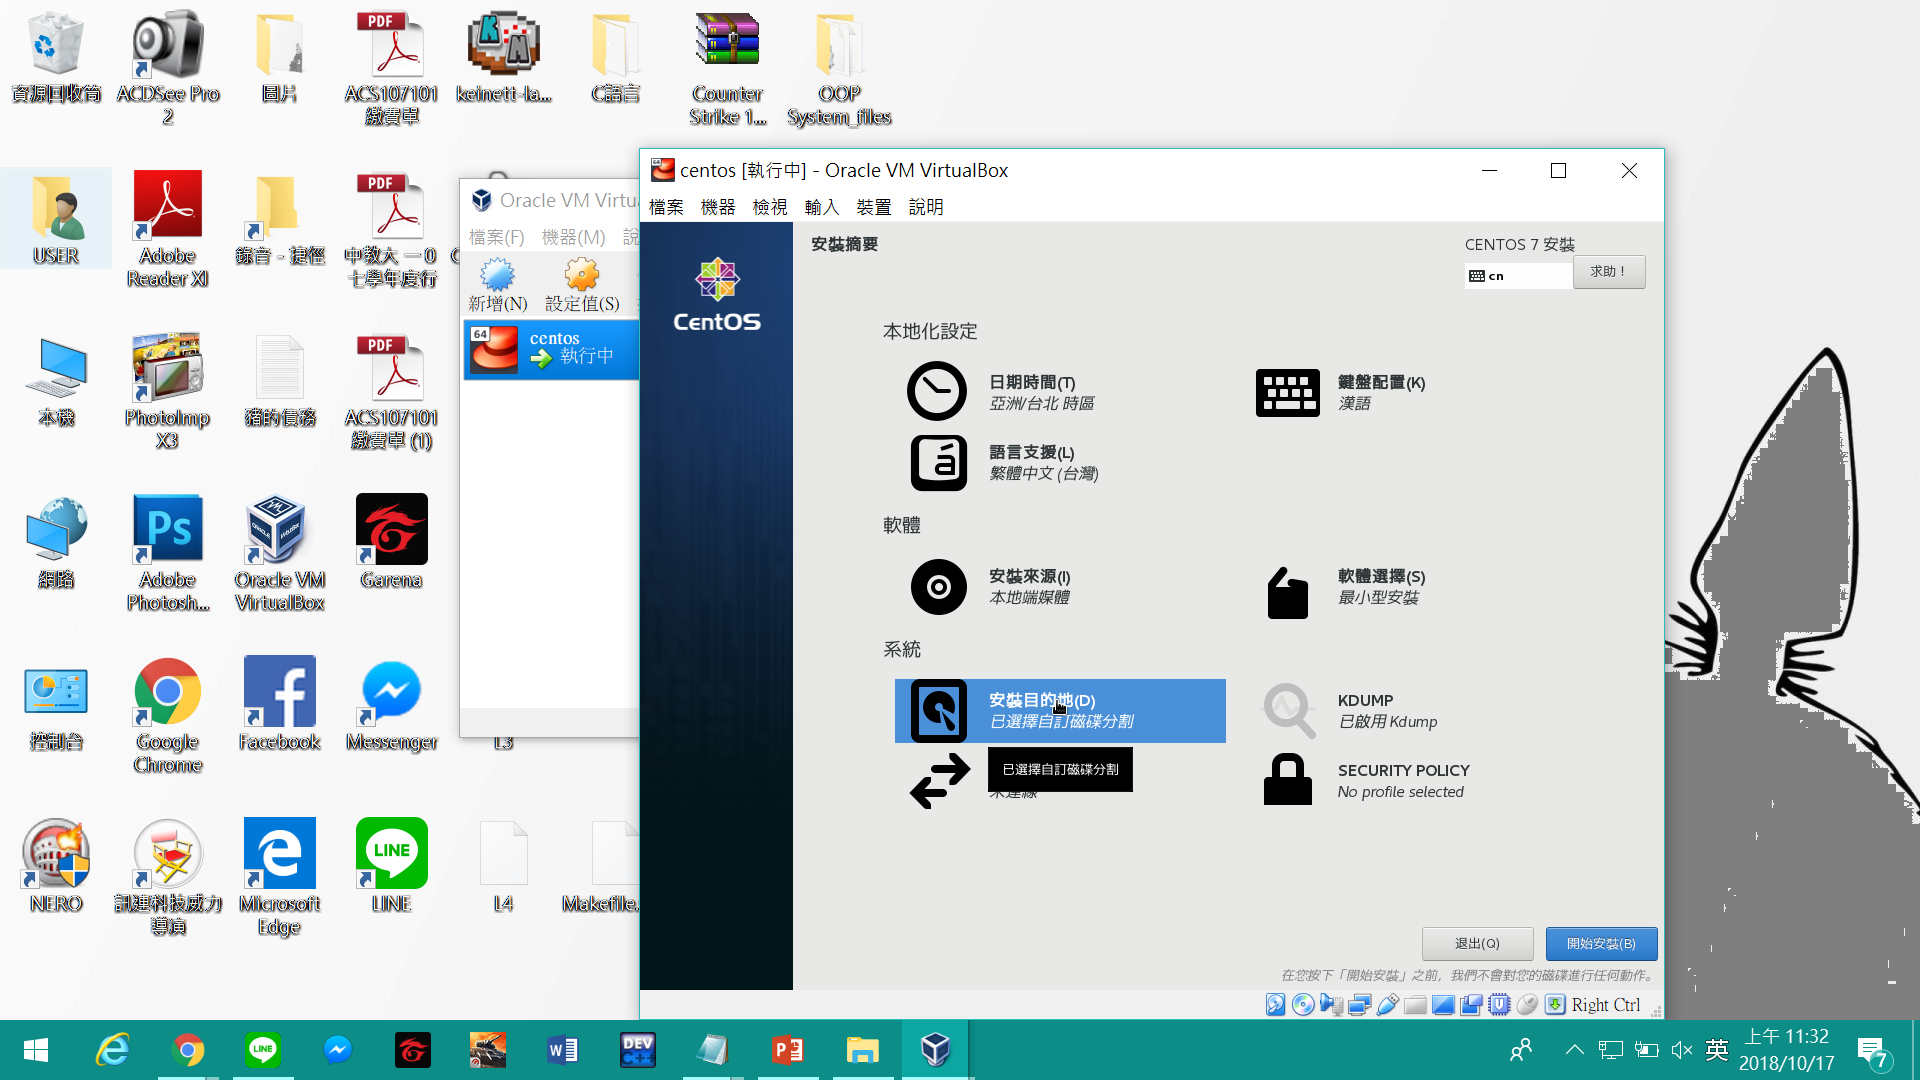 資源回收筒
ACDSee Pro 2
圖片
PDF
ACS107101
繳費單
keinett-la...
C語言
Counter
Strike 1...
OOP
System_files
USER
Adobe
Reader XI
錄音 - 捷徑
PDF
中教大 一0
七學年度行
本機
PhotoImp
X3
豬的債務
PDF
ACS107101
繳費單 (1)
網路
Ps
Adobe
Photosh...
Oracle VM
VirtualBox
Garena
控制台
Google
Chrome
Facebook
Messenger
L3
NERO
訊連科技威力
導演
Microsoft
Edge
LINE
LINE
L4
Makefile.
Oracle VM Virtu
檔案(F) 機器(M) 說
新增(N) 設定值(S)
64
centos
執行中
centos [執行中] - Oracle VM VirtualBox
檔案 機器 檢視 輸入 裝置 說明
CentOS
安裝摘要
CENTOS 7 安裝
cn
求助！
本地化設定
日期時間(T)
亞洲/台北 時區
鍵盤配置(K)
漢語
語言支援(L)
繁體中文 (台灣)
軟體
安裝來源(I)
本地端媒體
軟體選擇(S)
最小型安裝
系統
安裝目的地(D)
已選擇自訂磁碟分割
KDUMP
已啟用 Kdump
已選擇自訂磁碟分割
未連線
SECURITY POLICY
No profile selected
退出(Q)
開始安裝(B)
在您按下「開始安裝」之前，我們不會對您的磁碟進行任何動作。
Right Ctrl
LINE
DEV
C++
英
上午 11:32
2018/10/17
7